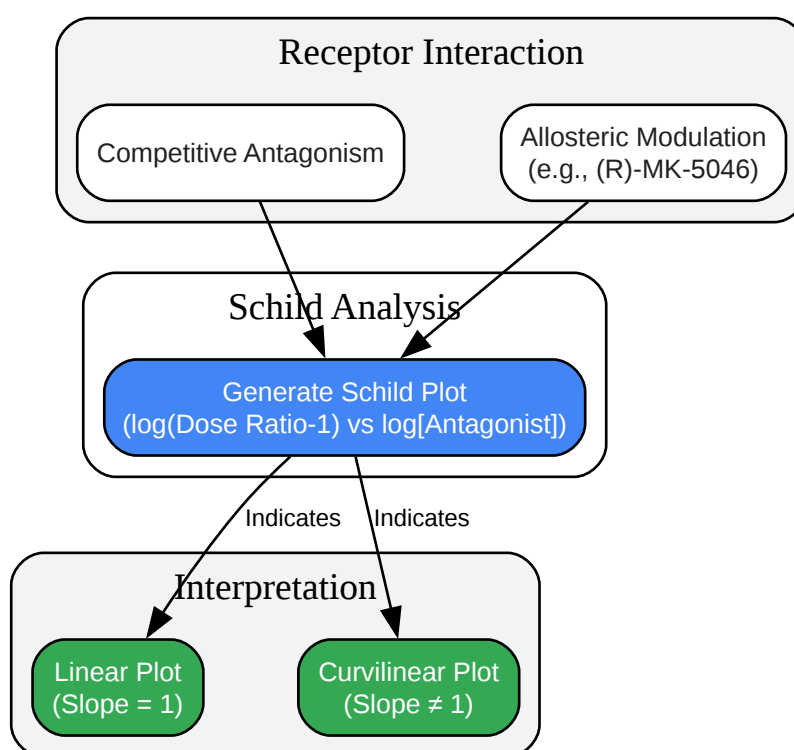 Receptor Interaction
Competitive Antagonism
Allosteric Modulation
(e.g., (R)-MK-5046)
Schild Analysis
Generate Schild Plot
(log(Dose Ratio-1) vs log[Antagonist])
Indicates
Indicates
Interpretation
Linear Plot
(Slope = 1)
Curvilinear Plot
(Slope ≠ 1)